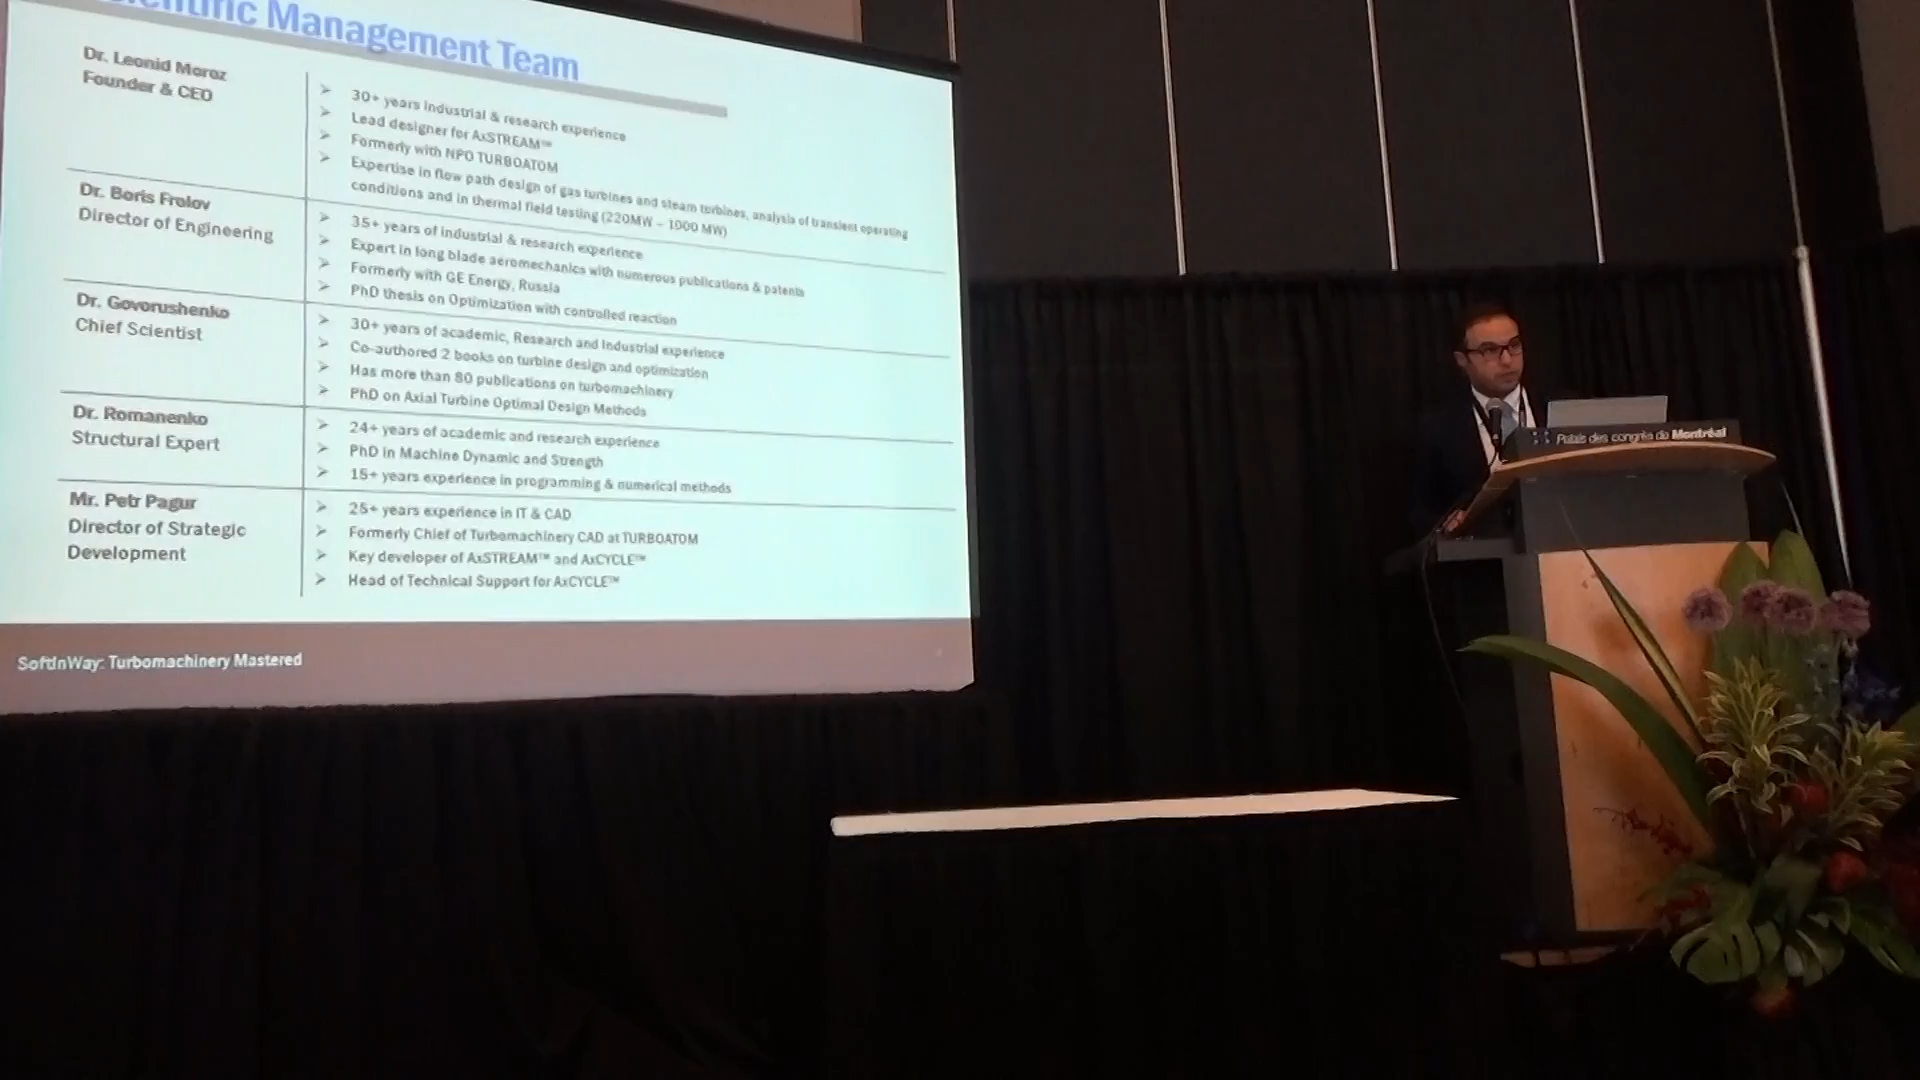 Management Team
Dr. Leonid Moroz
Founder & CEO
➢ 30+ years industrial & research experience
➢ Lead designer for AxSTREAM™
➢ Formerly with NPO TURBOATOM
➢ Expertise in flow path design of gas turbines and steam turbines, analysis of transient operating
conditions and in thermal field testing (220MW – 1000 MW)
Dr. Boris Frolov
Director of Engineering
➢ 35+ years of industrial & research experience
➢ Expert in long blade aeromechanics with numerous publications & patents
➢ Formerly with GE Energy, Russia
➢ PhD thesis on Optimization with controlled reaction
Dr. Govorushenko
Chief Scientist
➢ 30+ years of academic, Research and Industrial experience
➢ Co-authored 2 books on turbine design and optimization
➢ Has more than 80 publications on turbomachinery
➢ PhD on Axial Turbine Optimal Design Methods
Dr. Romanenko
Structural Expert
➢ 24+ years of academic and research experience
➢ PhD in Machine Dynamic and Strength
➢ 15+ years experience in programming & numerical methods
Mr. Petr Pagur
Director of Strategic
Development
➢ 25+ years experience in IT & CAD
➢ Formerly Chief of Turbomachinery CAD at TURBOATOM
➢ Key developer of AxSTREAM™ and AxCYCLE™
➢ Head of Technical Support for AxCYCLE™
SoftInWay: Turbomachinery Mastered
Palais des congrès de Montréal